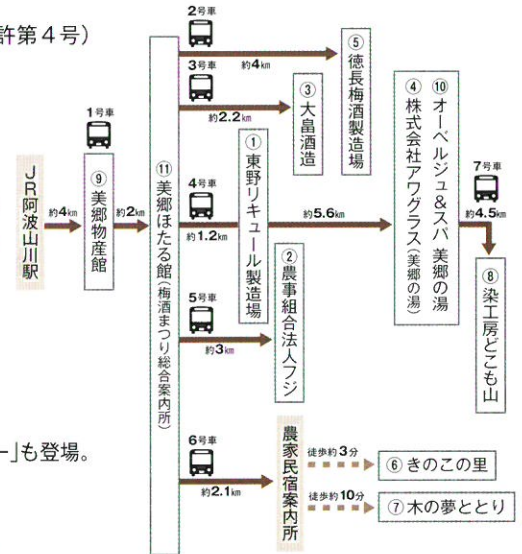 許第4号)
1号車
JR阿波山川駅
約4km
⑨美郷物産館
約2km
⑪美郷ほたる館(梅酒まつり総合案内所)
2号車
約4km
⑤徳長梅酒製造場
3号車
約2.2km
③大畠酒造
4号車
約1.2km
①東野リキュール製造場
約5.6km
④株式会社アワグラス(美郷の湯)
⑩オーベルジュ&スパ 美郷の湯
7号車
約4.5km
⑧染工房どこも山
5号車
約3km
②農事組合法人フジ
6号車
約2.1km
農家民宿案内所
徒歩約3分
⑥きのこの里
徒歩約10分
⑦木の夢ととり
ー」も登場。